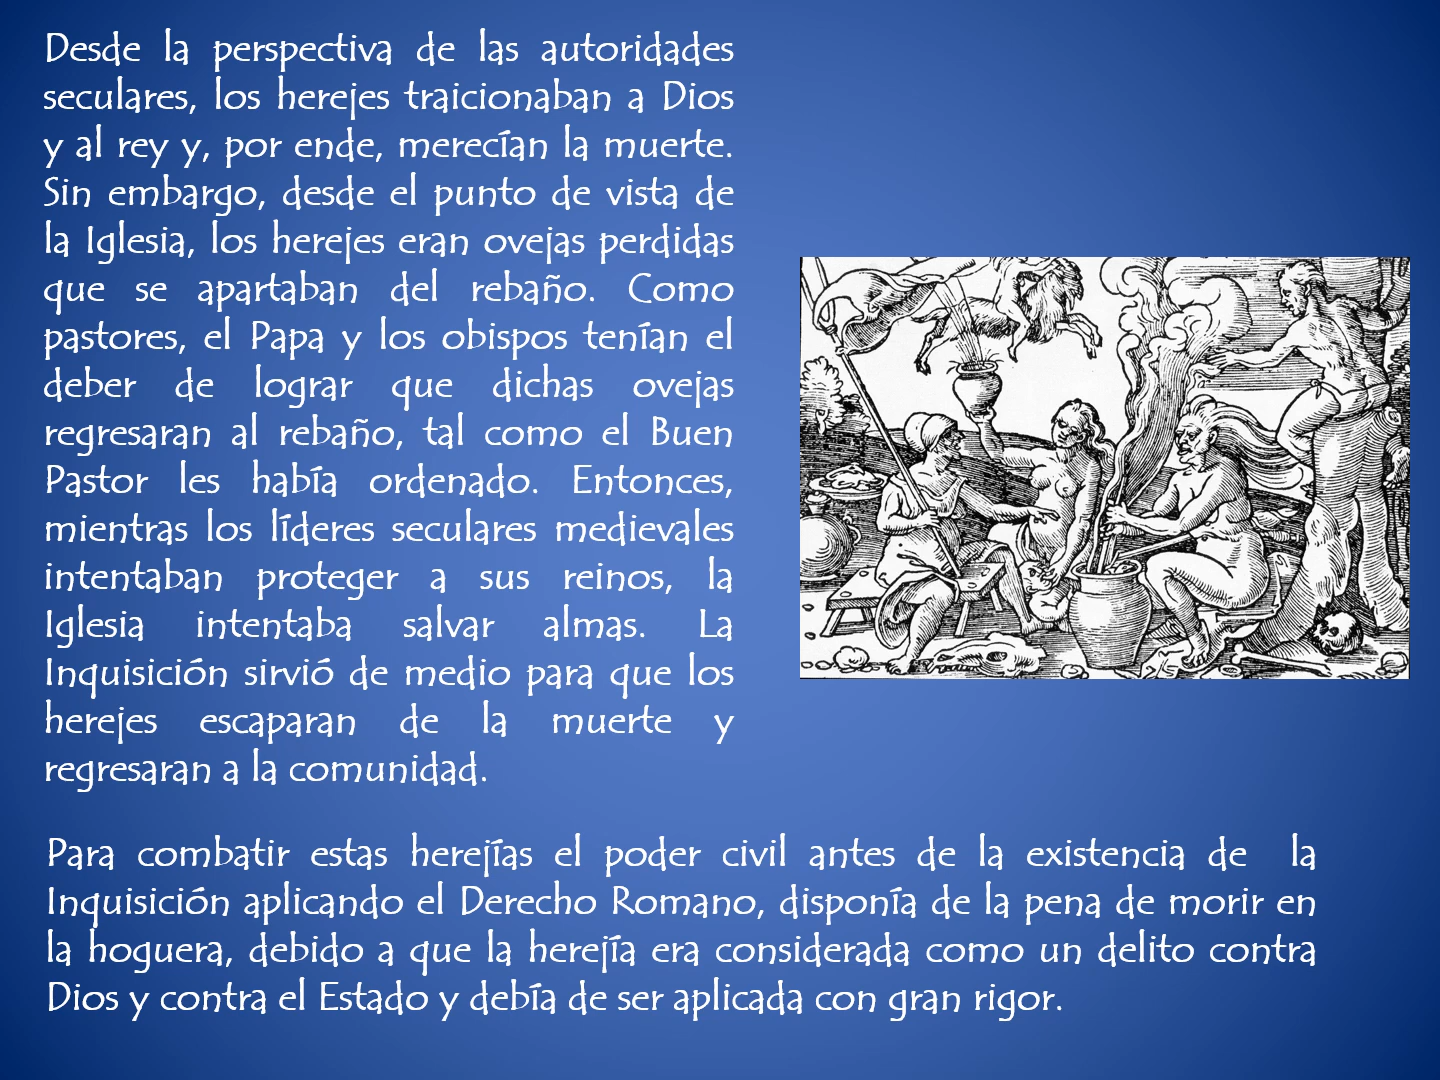 Desde la perspectiva de las autoridades
seculares, los herejes traicionaban a Dios
y al rey y, por ende, merecían la muerte.
Sin embargo, desde el punto de vista de
la Iglesia, los herejes eran ovejas perdidas
que se apartaban del rebaño. Como
pastores, el Papa y los obispos tenían el
deber de lograr que dichas ovejas
regresaran al rebaño, tal como el Buen
Pastor les había ordenado. Entonces,
mientras los líderes seculares medievales
intentaban proteger a sus reinos, la
Iglesia intentaba salvar almas. La
Inquisición sirvió de medio para que los
herejes escaparan de la muerte y
regresaran a la comunidad.
Para combatir estas herejías el poder civil antes de la existencia de la
Inquisición aplicando el Derecho Romano, disponía de la pena de morir en
la hoguera, debido a que la herejía era considerada como un delito contra
Dios y contra el Estado y debía de ser aplicada con gran rigor.